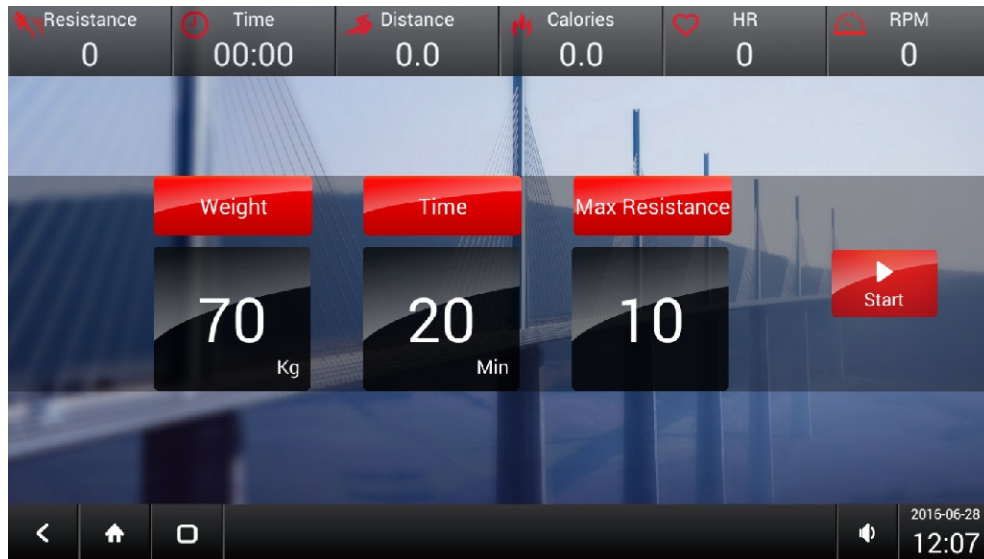 Resistance
0
Time
00:00
Distance
0.0
Calories
0.0
HR
0
RPM
0
Weight
70
Kg
Time
20
Min
Max Resistance
10
Start
2016-06-28
12:07